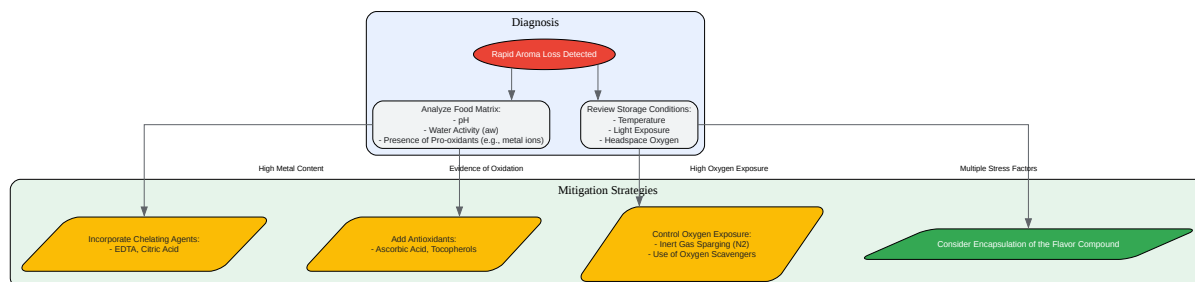 Diagnosis
Rapid Aroma Loss Detected
Analyze Food Matrix:
- pH
- Water Activity (aw)
- Presence of Pro-oxidants (e.g., metal ions)
Review Storage Conditions:
- Temperature
- Light Exposure
- Headspace Oxygen
High Metal Content
Evidence of Oxidation
High Oxygen Exposure
Multiple Stress Factors
Mitigation Strategies
Incorporate Chelating Agents:
- EDTA, Citric Acid
Add Antioxidants:
- Ascorbic Acid, Tocopherols
Control Oxygen Exposure:
- Inert Gas Sparging (N2)
- Use of Oxygen Scavengers
Consider Encapsulation of the Flavor Compound